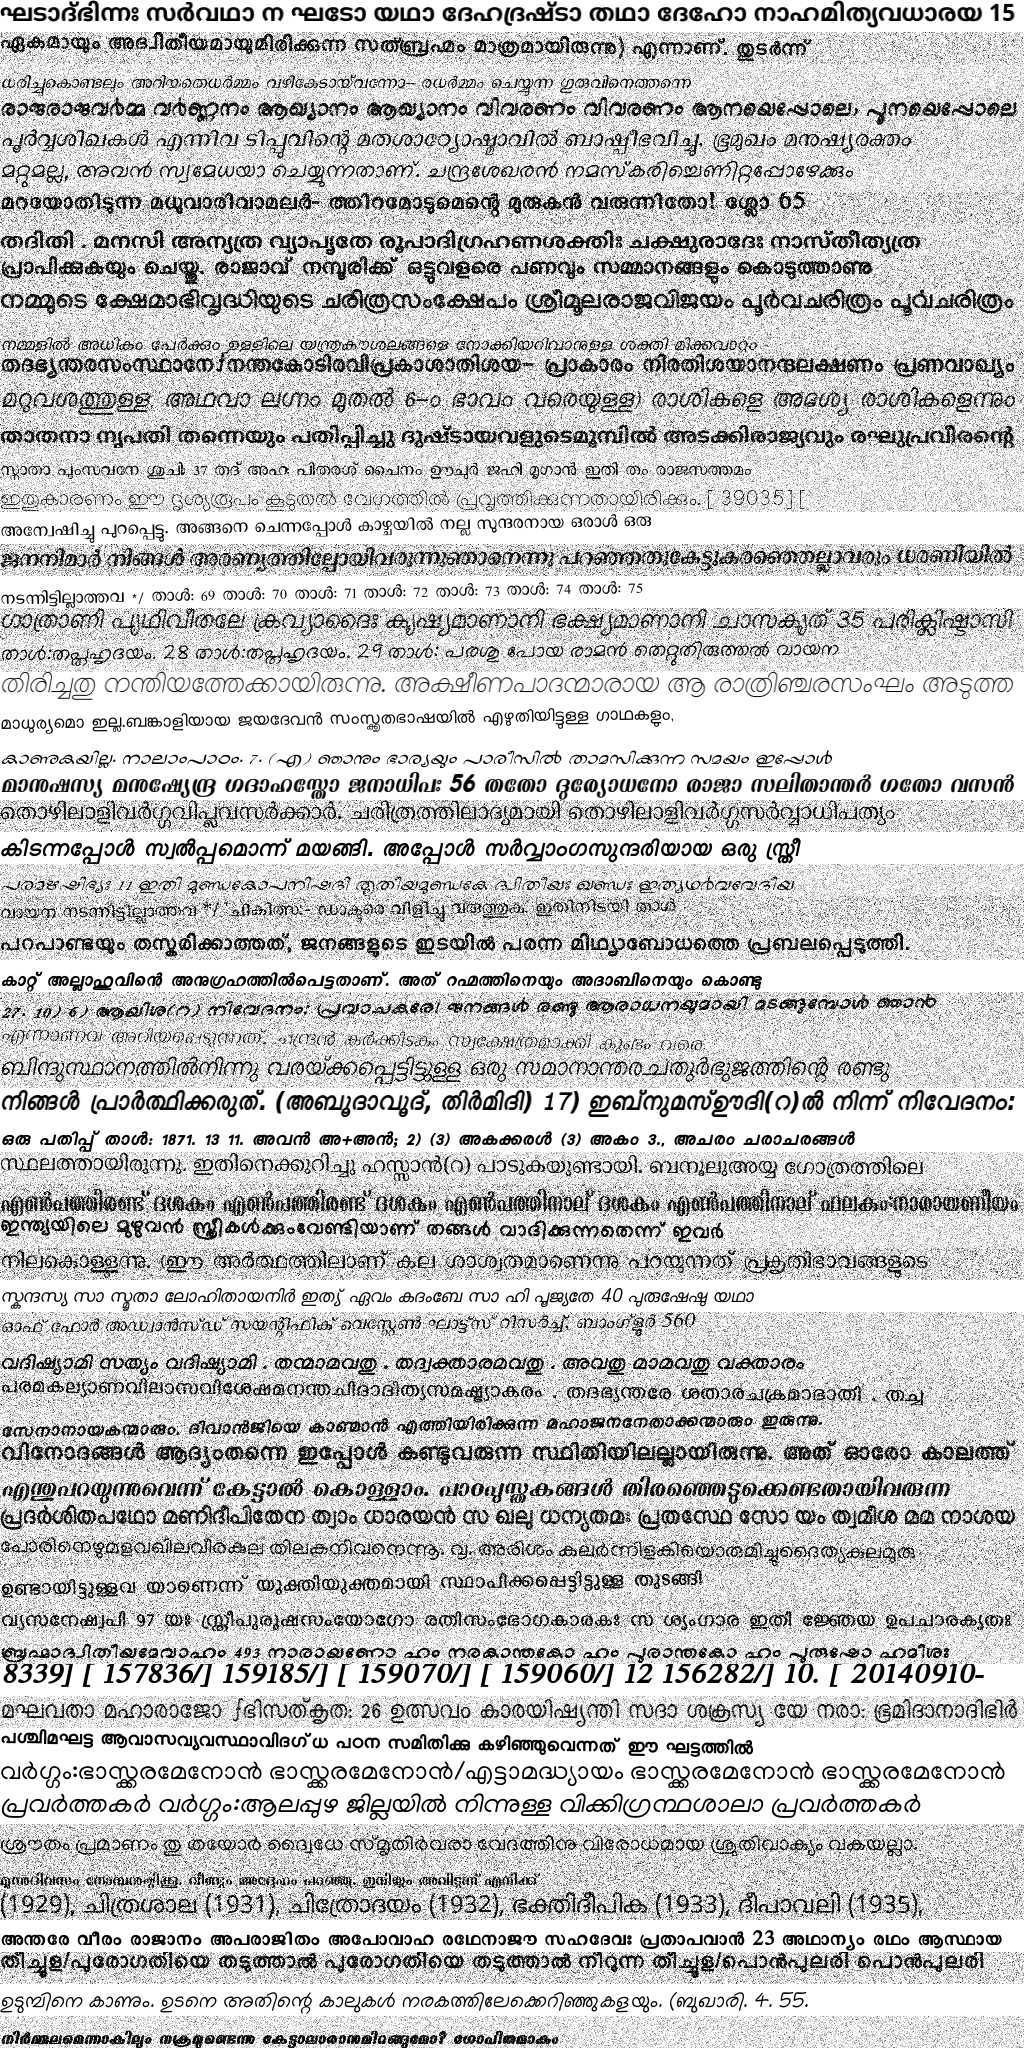 ഘടാദ്ഭിന്നഃ സർവഥാ ന ഘടോ യഥാ ദേഹദ്രഷ്ടാ തഥാ ദേഹോ നാഹമിത്യവധാരയ 15
ഏകമായും അദ്വിതീയമായുമിരിക്കുന്ന സത്ബ്രഹ്മം മാത്രമായിരുന്നു) എന്നാണ്. തുടർന്ന്
ധരിച്ചുകൊണ്ടലും അറിയതെധർമ്മം വഴികേടായ്‌വന്നോ– രധർമ്മം ചെയ്യുന്ന ഗുരുവിനെത്തന്നെ
വർണ്ണനം ആഖ്യാനം ആഖ്യാനം വിവരണം വിവരണം ആനയെപ്പോലെ, പൂനയെപ്പോലെ
പൂർവ്വശിഖകൾ എന്നിവ ടിപ്പുവിന്റെ മതശാഠ്യോഷ്മാവിൽ ബാഷ്പീഭവിച്ചു. ഭൂമുഖം മനുഷ്യരക്തം
മറ്റുമല്ല, അവൻ സ്വമേധയാ ചെയ്യുന്നതാണ്. ചന്ദ്രശേഖരൻ നമസ്കരിച്ചെണിറ്റപ്പോഴേക്കും
മറയോതിടുന്ന മധുവാരിവാമലർ- ത്തിറമോടുമെന്റെ മുരുകൻ വരുന്നിതോ! ശ്ലോ 65
തദിതി . മനസി അന്യത്ര വ്യാപൃതേ രൂപാദിഗ്രഹണശക്തിഃ ചക്ഷുരാദേഃ നാസ്തീത്യത്ര
പ്രാപിക്കുകയും ചെയ്തു. രാജാവ് നമ്പൂരിക്ക് ഒട്ടുവളരെ പണവും സമ്മാനങ്ങളും കൊടുത്താണു
നമ്മുടെ ക്ഷേമാഭിവൃദ്ധിയുടെ ചരിത്രസംക്ഷേപം ശ്രീമൂലരാജവിജയം പൂർവചരിത്രം പൂർവചരിത്രം
നമ്മളിൽ അധികം പേർക്കും ഉള്ളിലെ യന്ത്രകൗശലങ്ങളെ നോക്കിയറിവാനുള്ള ശക്തി മിക്കവാറും -
തദഭ്യന്തരസംസ്ഥാനേƒനന്തകോടിരവിപ്രകാശാതിശയ– പ്രാകാരം നിരതിശയാനന്ദലക്ഷണം പ്രണവാഖ്യം
മറുവശത്തുള്ള അഥവാ ലഗ്നം മുതൽ 6–ാം ഭാവം വരെയുള്ള) രാശികളെ അദൃശ്യ രാശികളെന്നും
താതനാ നൃപതി തന്നെയും പതിപ്പിച്ചു ദുഷ്ടായവളുടെമൂമ്പിൽ അടക്കിരാജ്യവും രഘുപ്രവീരന്റെ
സ്നാതാ പുംസവനേ ശുചിഃ 37 തദ് അഹഃ പിതരശ് ചൈനം ഊചുർ ജഹി മൃഗാൻ ഇതി തം രാജസത്തമം
ഇതുകാരണം ഈ ദൃശ്യരൂപം കൂടുതൽ വേഗത്തിൽ പ്രവൃത്തിക്കുന്നതായിരിക്കും. [ 39035] [
അന്വേഷിച്ചു പുറപ്പെട്ടു. അങ്ങനെ ചെന്നപ്പോൾ കാഴ്ചയിൽ നല്ല സുന്ദരനായ ഒരാൾ ഒരു
ജനനിമാർ നിങ്ങൾ അരണ്യത്തില്പോയിവരുന്നുഞാനെന്നു പറഞ്ഞതുകേട്ടുകരഞ്ഞെല്ലാവരും ധരണിയിൽ
നടന്നിട്ടില്ലാത്തവ */ താൾ: 69 താൾ: 70 താൾ: 71 താൾ: 72 താൾ: 73 താൾ: 74 താൾ: 75
ഗാത്രാണി പൃഥിവീതലേ ക്രവ്യാദൈഃ കൃഷ്യമാണാനി ഭക്ഷ്യമാണാനി ചാസകൃത് 35 പരിക്ലിഷ്ടാസി
താൾ:തപ്തഹൃദയം. 28 താൾ:തപ്തഹൃദയം. 29 താൾ: പരശു പോയ രാമൻ തെറ്റുതിരുത്തൽ വായന
തിരിച്ചതു നന്തിയത്തേക്കായിരുന്നു. അക്ഷീണപാദന്മാരായ ആ രാത്രിഞ്ചരസംഘം അടുത്ത
മാധുര്യമൊ ഇല്ല.ബങ്കാളിയായ ജയദേവൻ സംസ്കൃതഭാഷയിൽ എഴുതിയിട്ടുള്ള ഗാഥകളും,
കാണുകയില്ല. നാലാംപാഠം. 7. (എ) ഞാനും ഭാര്യയും പാരീസിൽ താമസിക്കുന്ന സമയം ഇപ്പോൾ
മാനുഷസ്യ മനുഷ്യേന്ദ്ര ഗദാഹസ്തോ ജനാധിപഃ 56 തതോ ദുര്യോധനോ രാജാ സലിതാന്തർ ഗതോ വസൻ
തൊഴിലാളിവർഗ്ഗവിപ്ലവസർക്കാർ. ചരിത്രത്തിലാദ്യമായി തൊഴിലാളിവർഗ്ഗസർവ്വാധിപത്യം
കിടന്നപ്പോൾ സ്വൽപ്പമൊന്ന് മയങ്ങി. അപ്പോൾ സർവ്വാംഗസുന്ദരിയായ ഒരു സ്ത്രീ
പരമഋഷിഭ്യഃ 11 ഇതി മുണ്ഡകോപനിഷദി തൃതീയമുണ്ഡകേ ദ്വിതീയഃ ഖണ്ഡഃ ഇത്യഥർവവേദീയ
വായന നടന്നിട്ടില്ലാത്തവ */ 'ചികിത്സ:- ഡാക്ടരെ വിളിച്ചു വരുത്തുക. ഇതിനിടയി താൾ
പറപാണ്ടയും തസ്കരിക്കാത്തത്, ജനങ്ങളുടെ ഇടയിൽ പരന്ന മിഥ്യാബോധത്തെ പ്രബലപ്പെടുത്തി.
കാറ്റ് അല്ലാഹുവിൻ അനുഗ്രഹത്തിൽപെട്ടതാണ്. അത് റഹ്മത്തിനെയും അദാബിനെയും കൊണ്ടു
27. 10) 6) ആയിശ(റ) നിവേദനം: പ്രവാചകരേ! ജനങ്ങൾ രണ്ടു ആരാധനയുമായി മടങ്ങുമ്പോൾ ഞാൻ
എന്നാണവ അറിയപ്പെടുന്നത്. ചന്ദ്രൻ കർക്കിടകം സ്വക്ഷേത്രമാക്കി കുംഭം വരെ
ബിന്ദുസ്ഥാനത്തിൽനിന്നു വരയ്ക്കപ്പെട്ടിട്ടുള്ള ഒരു സമാനാന്തരചതുർഭുജത്തിന്റെ രണ്ടു
നിങ്ങൾ പ്രാർത്ഥിക്കരുത്. (അബൂദാവൂദ്, തിർമിദി) 17) ഇബ്നുമസ്ഊദി(റ)ൽ നിന്ന് നിവേദനം:
ഒരു പതിപ്പ് താൾ: 1871. 13 11. അവൻ അ+അൻ; 2) (3) അകക്കരൾ (3) അകം 3., അചരം ചരാചരങ്ങൾ
സ്ഥലത്തായിരുന്നു. ഇതിനെക്കുറിച്ചു ഹസ്സാൻ(റ) പാടുകയുണ്ടായി. ബനൂലുഅയ്യ ഗോത്രത്തിലെ
എൺപത്തിരണ്ട് ദശകം എൺപത്തിരണ്ട് ദശകം എൺപത്തിനാല് ദശകം എൺപത്തിനാല് ഫലകം:നാരായണീയം
ഇന്ത്യയിലെ മുഴുവൻ സ്ത്രീകൾക്കുംവേണ്ടിയാണ് തങ്ങൾ വാദിക്കുന്നതെന്ന് ഇവർ
നിലകൊള്ളുന്നു. (ഈ അർത്ഥത്തിലാണ് കല ശാശ്വതമാണെന്നു പറയുന്നത് പ്രകൃതിഭാവങ്ങളുടെ
സ്കന്ദസ്യ സാ സ്മൃതാ ലോഹിതായനിർ ഇത്യ് ഏവം കദംബേ സാ ഹി പൂജ്യതേ 40 പുരുഷേഷു യഥാ
ഓഫ് ഫോർ അഡ്വാൻസ്ഡ് സയന്റിഫിക് വെസ്റ്റേൺ ഘാട്ട്സ് റിസർച്ച്, ബാംഗ്ളൂർ 560
വദിഷ്യാമി സത്യം വദിഷ്യാമി . തന്മാമവതു . തദ്വക്താരമവതു . അവതു മാമവതു വക്താരം
പരമകല്യാണവിലാസവിശേഷമനന്തചിദാദിത്യസമഷ്ട്യാകരം . തദഭ്യന്തരേ ശതാരചക്രമാഭാതി . തച്ച
സേനാനായകന്മാരും. ദിവാൻജിയെ കാണ്മാൻ എത്തിയിരിക്കുന്ന മഹാജനനേതാക്കന്മാരും ഇരുന്നു.
വിനോദങ്ങൾ ആദ്യംതന്നെ ഇപ്പോൾ കണ്ടുവരുന്ന സ്ഥിതിയിലല്ലായിരുന്നു. അത് ഓരോ കാലത്ത്
എന്തുപറയുന്നുവെന്ന് കേട്ടാൽ കൊള്ളാം. പാഠപുസ്തകങ്ങൾ തിരഞ്ഞെടുക്കെണ്ടതായിവരുന്ന
പ്രദർശിതപഥോ മണിദീപിതേന ത്വാം ധാരയൻ സ ഖലു ധന്യതമഃ പ്രതസ്ഥേ സോ യം ത്വമീശ മമ നാശയ
പോരിനെഴുമളവഖിലവീരകുല തിലകനിവനെന്നൂ. വൃ. അരിശം കലർന്നിളകിയൊരുമിച്ചുദൈത്യകുലമുരു
ഉണ്ടായിട്ടുള്ളവ യാണെന്ന് യുക്തിയുക്തമായി സ്ഥാപിക്കപ്പെട്ടിട്ടുള്ള തുടങ്ങി
വ്യസനേഷ്വപി 97 യഃ സ്ത്രീപുരൂഷസംയോഗോ രതിസംഭോഗകാരകഃ സ ശൃംഗാര ഇതി ജ്ഞേയ ഉപചാരകൃതഃ
ബ്രഹ്മാദ്വിതീയമേവാഹം 493 നാരായണോ ഹം നരകാന്തകോ ഹം പുരാന്തകോ ഹം പുരുഷോ ഹമീശഃ
8339] [ 157836/] 159185/] [ 159070/] [ 159060/] 12 156282/] 10. [ 20140910-
മഘവതാ മഹാരാജോ ƒഭിസത്കൃത: 26 ഉത്സവം കാരയിഷ്യന്തി സദാ ശക്രസ്യ യേ നരാ: ഭൂമിദാനാദിഭിർ
പശ്ചിമഘട്ട ആവാസവ്യവസ്ഥാവിദഗ്ധ പഠന സമിതിക്കു കഴിഞ്ഞുവെന്നത് ഈ ഘട്ടത്തിൽ
വർഗ്ഗം:ഭാസ്ക്കരമേനോൻ ഭാസ്ക്കരമേനോൻ/എട്ടാമദ്ധ്യായം ഭാസ്ക്കരമേനോൻ ഭാസ്ക്കരമേനോൻ
പ്രവർത്തകർ വർഗ്ഗം:ആലപ്പുഴ ജില്ലയിൽ നിന്നുള്ള വിക്കിഗ്രന്ഥശാലാ പ്രവർത്തകർ
ശ്രൗതം പ്രമാണം തു തയോർ ദ്വൈധേ സ്മൃതിർവരാ വേദത്തിനു വിരോധമായ ശ്രുതിവാക്യം വകയല്ലാ.
മൂന്നുദിവസം നോമ്പനുഷ്ഠിച്ചു. വീണ്ടും അദ്ദേഹം പറഞ്ഞു. ഇനിയും അവിടുന്ന് എനിക്ക്
(1929), ചിത്രശാല (1931), ചിത്രോദയം (1932), ഭക്തിദീപിക (1933), ദീപാവലി (1935),
അന്തരേ വീരം രാജാനം അപരാജിതം അപോവാഹ രഥേനാജൗ സഹദേവഃ പ്രതാപവാൻ 23 അഥാന്യം രഥം ആസ്ഥായ
തീച്ചൂള/പുരോഗതിയെ തടുത്താൽ പുരോഗതിയെ തടുത്താൽ നീറുന്ന തീച്ചൂള/പൊൻപുലരി പൊൻപുലരി
ഉടുമ്പിനെ കാണും. ഉടനെ അതിന്റെ കാലുകൾ നരകത്തിലേക്കെറിഞ്ഞുകളയും. (ബുഖാരി. 4. 55.
നിർമ്മലമെന്നാകിലും നക്രമുണ്ടെന്നു കേട്ടാലാരാനുമിറങ്ങുമോ? ഗോപിതമാകം